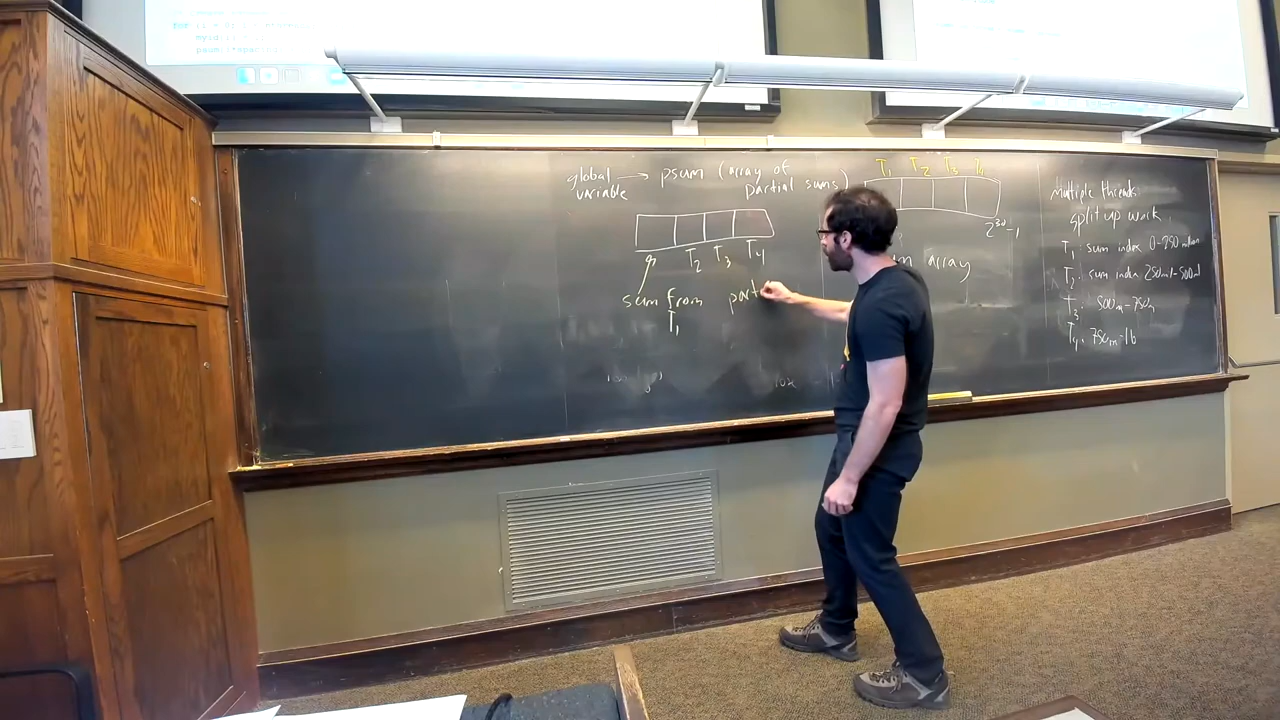 global → psum (array of
variable partial sums)
T2 T3 T4
sum from part
T1
T1 T2 T3 T4
2^30-1
array
Multiple threads
split up work
T1: sum index 0-250 million
T2: sum index 250mil-500mil
T3: 500m-750m
T4: 750m-1b